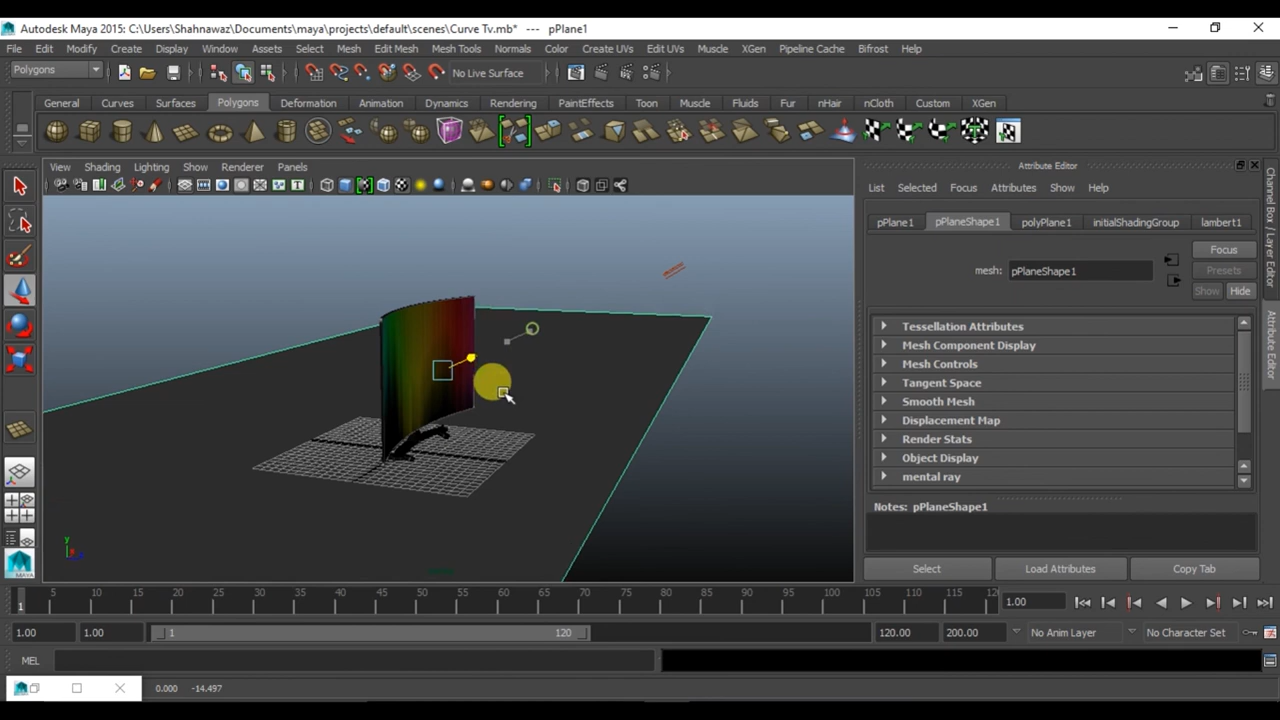 Autodesk Maya 2015: C:\Users\Shahnawaz\Documents\maya\projects\default\scenes\Curve Tv.mb* --- pPlane1
File Edit Modify Create Display Window Assets Select Mesh Edit Mesh Mesh Tools Normals Color Create UVs Edit UVs Muscle XGen Pipeline Cache Bifrost Help
Polygons No Live Surface
General Curves Surfaces Polygons Deformation Animation Dynamics Rendering PaintEffects Toon Muscle Fluids Fur nHair nCloth Custom XGen
View Shading Lighting Show Renderer Panels
Attribute Editor
List Selected Focus Attributes Show Help
pPlane1 pPlaneShape1 polyPlane1 initialShadingGroup lambert1
Focus
mesh: pPlaneShape1 Presets
Show Hide
Tessellation Attributes
Mesh Component Display
Mesh Controls
Tangent Space
Smooth Mesh
Displacement Map
Render Stats
Object Display
mental ray
Notes: pPlaneShape1
Select Load Attributes Copy Tab
Channel Box / Layer Editor
Attribute Editor
y
5 10 15 20 25 30 35 40 45 50 55 60 65 70 75 80 85 90 95 100 105 110 115 12
1 1.00
1.00 1.00 1 120 120.00 200.00 No Anim Layer No Character Set
MEL
0.000 -14.497